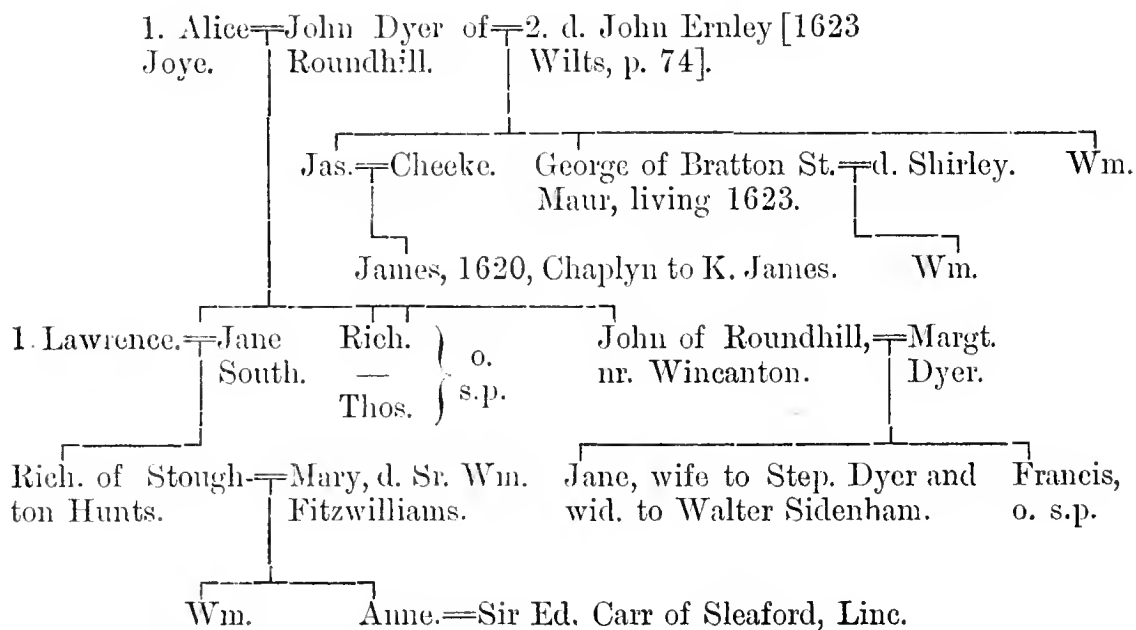 1. Alice John Dyer of 2. d. John Ernley [1623
Joye. Roundhill. Wilts, p. 74].
Jas. Cheeke. George of Bratton St. d. Shirley. Wm.
Maur, living 1623.
James, 1620, Chaplyn to K. James. Wm.
1. Lawrence. Jane Rich. o. John of Roundhill, Margt.
South. — s.p. nr. Wincanton. Dyer.
Thos.
Rich. of Stough- Mary, d. Sr. Wm. Jane, wife to Step. Dyer and Francis,
ton Hunts. Fitzwilliams. wid. to Walter Sidenham. o. s.p.
Wm. Anne.=Sir Ed. Carr of Sleaford, Linc.